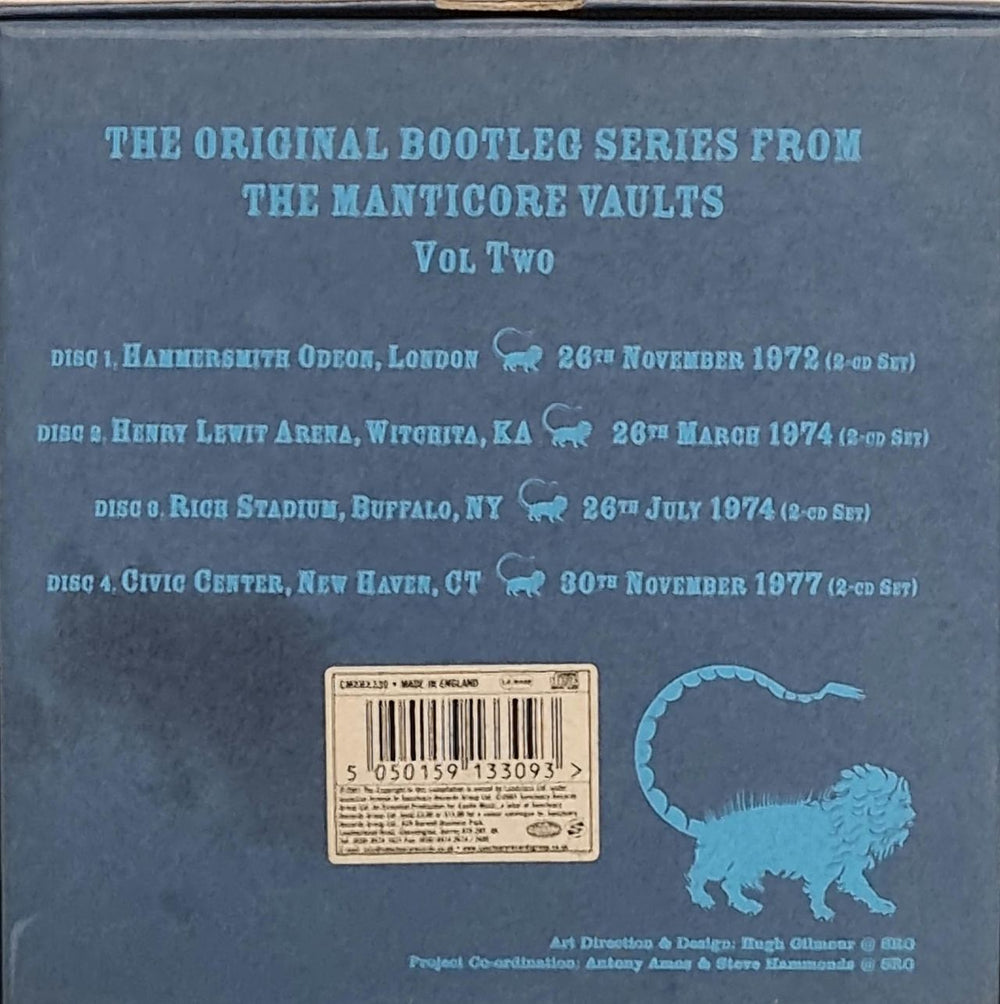 THE ORIGINAL BOOTLEG SERIES FROM
THE MANTICORE VAULTS
VOL TWO
DISC 1. HAMMERSMITH ODEON, LONDON 26TH NOVEMBER 1972 (2-CD SET)
DISC 2. HENRY LEWIT ARENA, WITCHITA, KA 26TH MARCH 1974 (2-CD SET)
DISC 3. RICH STADIUM, BUFFALO, NY 26TH JULY 1974 (2-CD SET)
DISC 4. CIVIC CENTER, NEW HAVEN, CT 30TH NOVEMBER 1977 (2-CD SET)
MADE IN ENGLAND
5 050159 133093 >
Art Direction & Design: Hugh Gilmour @ SRG
Project Co-ordination: Antony Amos & Steve Hammonds @ SRG